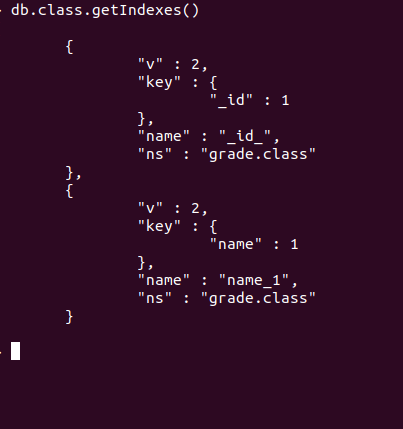 db.class.getIndexes()
{
"v" : 2,
"key" : {
"_id" : 1
},
"name" : "_id_",
"ns" : "grade.class"
},
{
"v" : 2,
"key" : {
"name" : 1
},
"name" : "name_1",
"ns" : "grade.class"
}